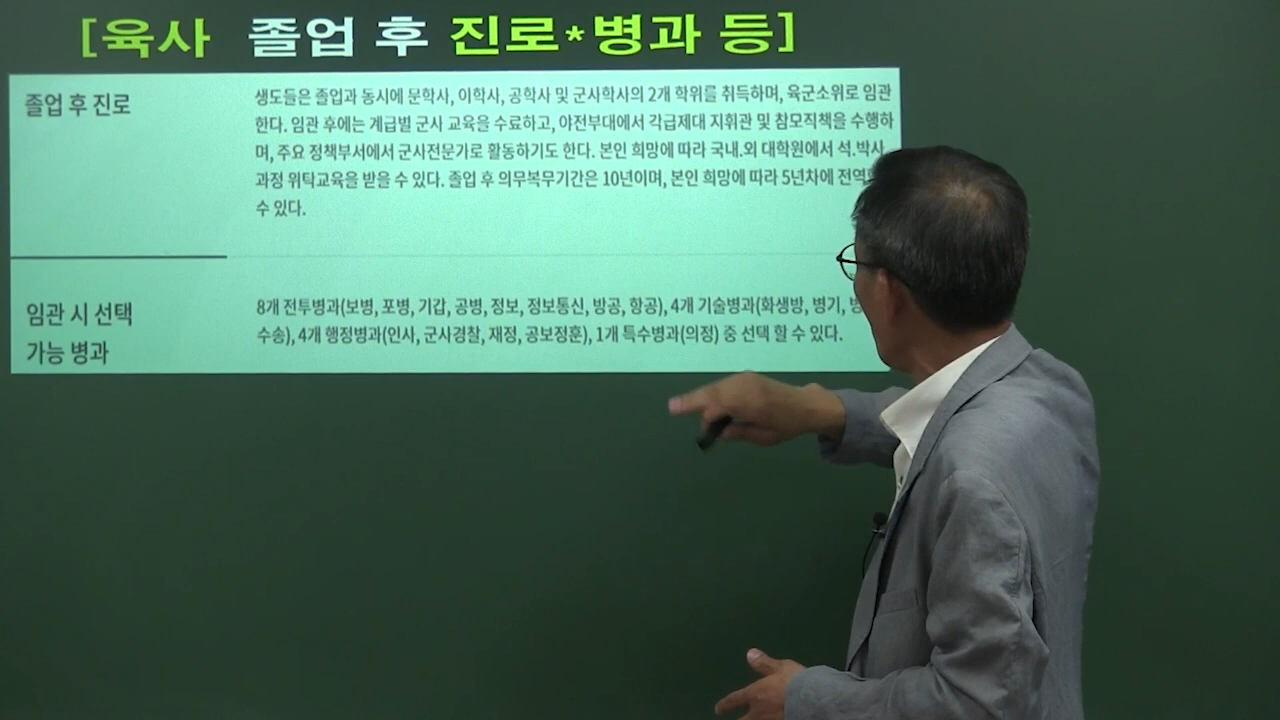 [육사 졸업 후 진로*병과 등]
졸업 후 진로
생도들은 졸업과 동시에 문학사, 이학사, 공학사 및 군사학사의 2개 학위를 취득하며, 육군소위로 임관
한다. 임관 후에는 계급별 군사 교육을 수료하고, 야전부대에서 각급제대 지휘관 및 참모직책을 수행하
며, 주요 정책부서에서 군사전문가로 활동하기도 한다. 본인 희망에 따라 국내.외 대학원에서 석.박사
과정 위탁교육을 받을 수 있다. 졸업 후 의무복무기간은 10년이며, 본인 희망에 따라 5년차에 전역
수 있다.
임관 시 선택
가능 병과
8개 전투병과(보병, 포병, 기갑, 공병, 정보, 정보통신, 방공, 항공), 4개 기술병과(화생방, 병기,
수송), 4개 행정병과(인사, 군사경찰, 재정, 공보정훈), 1개 특수병과(의정) 중 선택 할 수 있다.